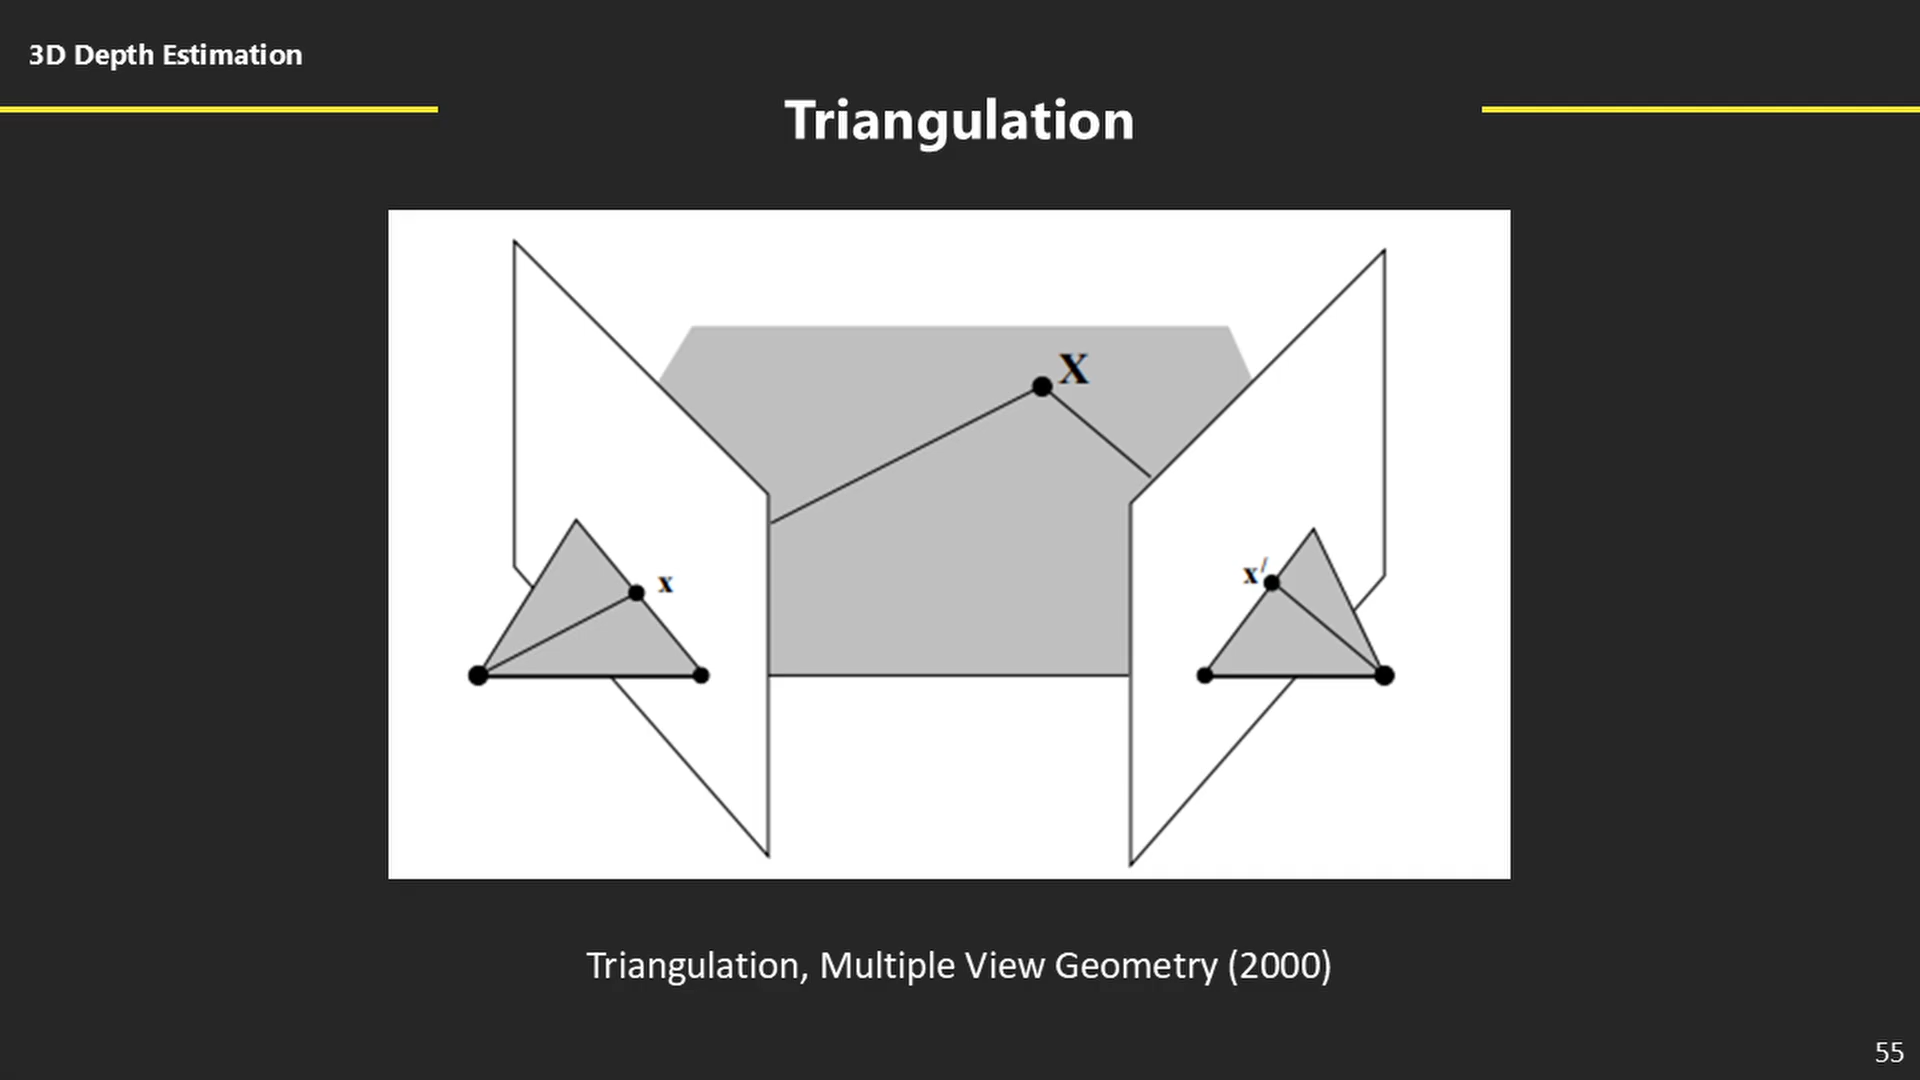 3D Depth Estimation
Triangulation
X
x
x/
Triangulation, Multiple View Geometry (2000)
55